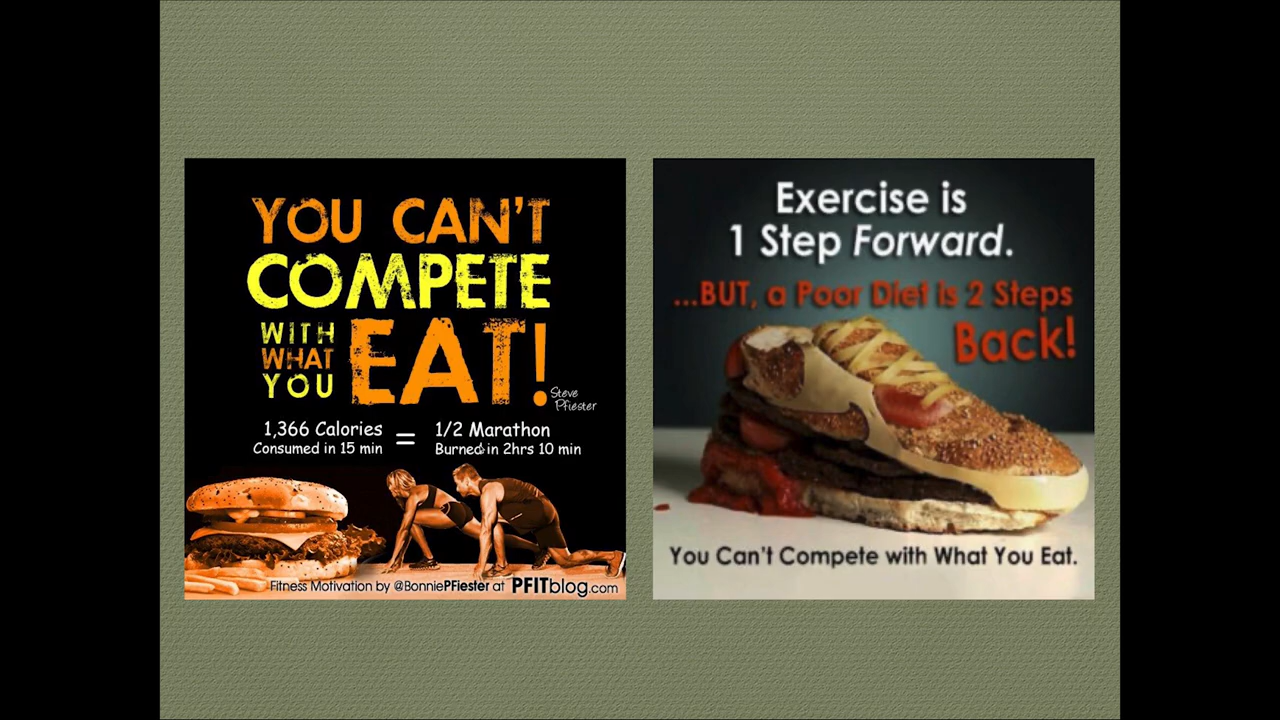 YOU CAN'T
COMPETE
WITH
WHAT
YOU
EAT!
Steve
Pfiester
1,366 Calories
Consumed in 15 min
=
1/2 Marathon
Burned in 2hrs 10 min
Fitness Motivation by @BonniePFiester at PFITblog.com
Exercise is
1 Step Forward.
...BUT, a Poor Diet is 2 Steps
Back!
You Can't Compete with What You Eat.